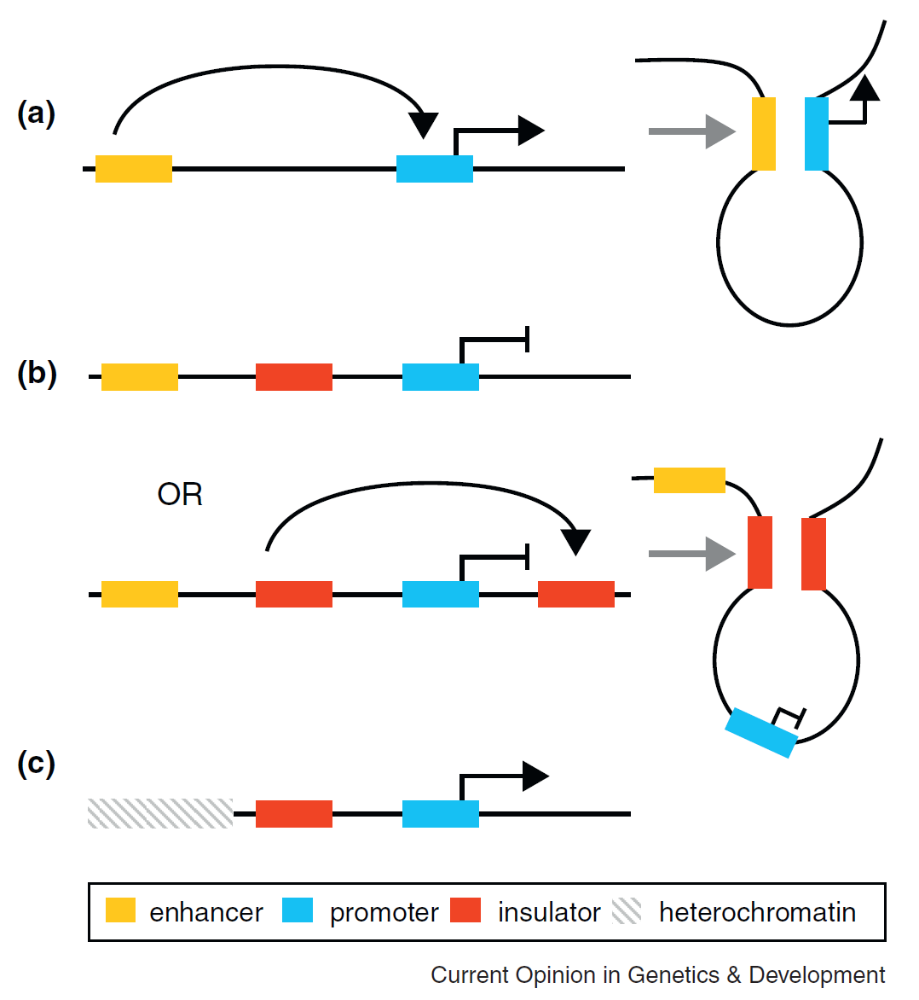 (a)
(b)
OR
(c)
enhancer promoter insulator heterochromatin
Current Opinion in Genetics & Development